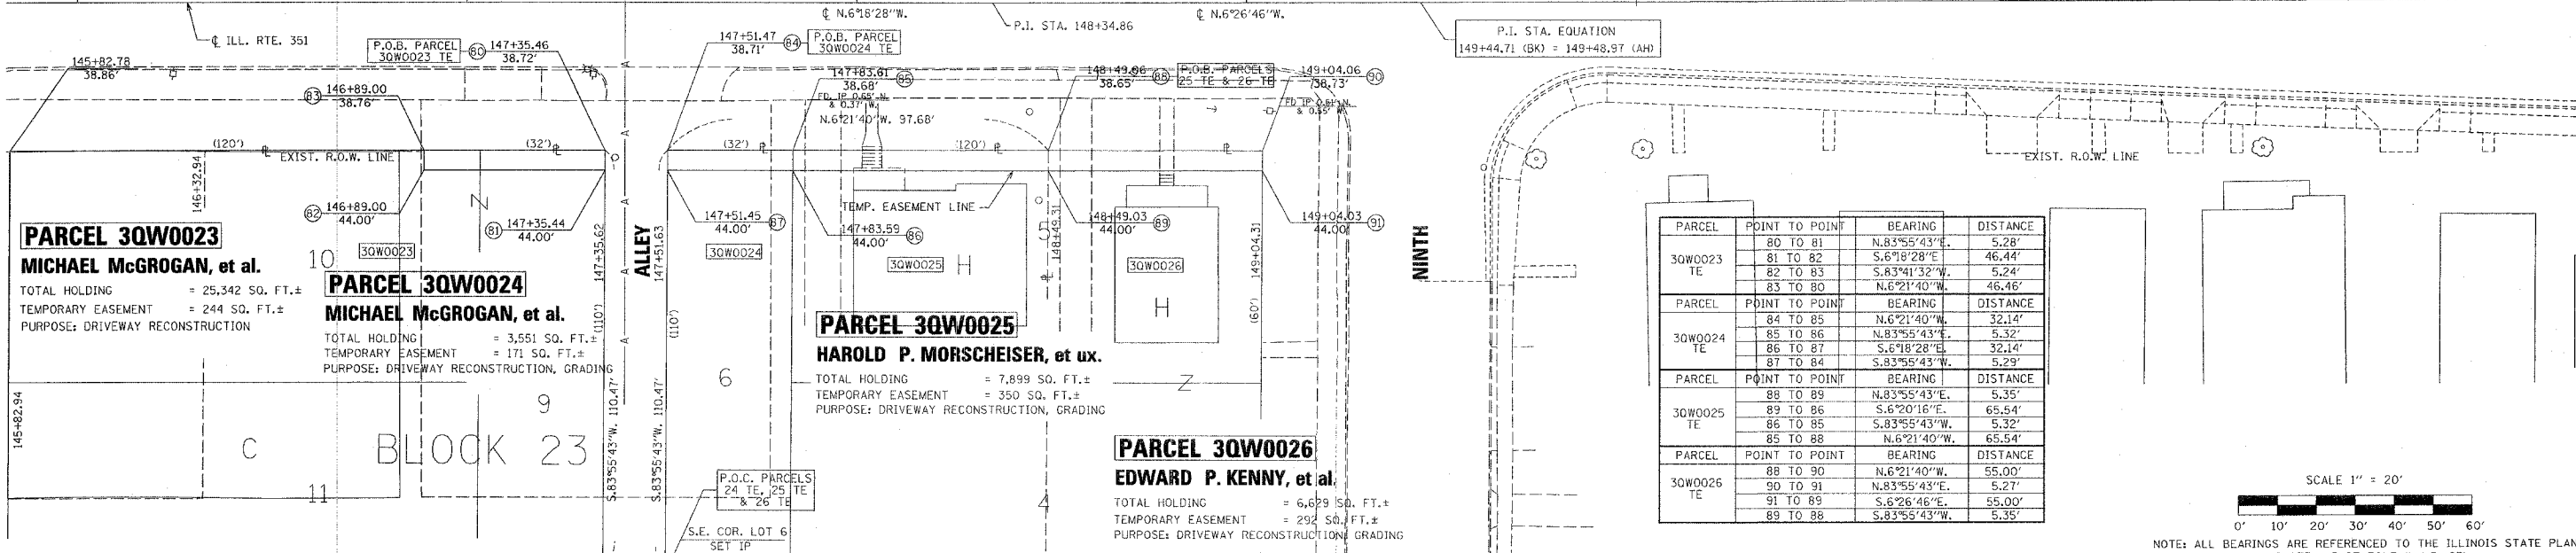 ℄ N.6°18'28"W.
℄ N.6°26'46"W.
P.I. STA. 148+34.86
℄ ILL. RTE. 351
P.I. STA. EQUATION
149+44.71 (BK) = 149+48.97 (AH)
145+82.78
38.86'
P.O.B. PARCEL
3QW0023 TE
80
147+35.46
38.72'
147+51.47
38.71'
84
P.O.B. PARCEL
3QW0024 TE
83
146+89.00
38.76'
147+83.61
38.68'
85
FD IP 0.65' N.
& 0.37' W.
N.6°21'40"W. 97.68'
148+49.06
38.65'
88
P.O.B. PARCELS
25 TE & 26 TE
149+04.06
38.73'
90
(120')
EXIST. R.O.W. LINE
(32')
(32')
(120')
EXIST. R.O.W. LINE
146+32.94
82
146+89.00
44.00'
81
147+35.44
44.00'
147+51.45
44.00'
87
147+83.59
44.00'
86
TEMP. EASEMENT LINE
148+49.03
44.00'
89
149+04.03
44.00'
91
147+35.62
147+51.63
148+49.31
149+04.31
ALLEY
NINTH
PARCEL 3QW0023
MICHAEL McGROGAN, et al.
TOTAL HOLDING = 25,342 SQ. FT.±
TEMPORARY EASEMENT = 244 SQ. FT.±
PURPOSE: DRIVEWAY RECONSTRUCTION
10
3QW0023
PARCEL 3QW0024
MICHAEL McGROGAN, et al.
TOTAL HOLDING = 3,551 SQ. FT.±
TEMPORARY EASEMENT = 171 SQ. FT.±
PURPOSE: DRIVEWAY RECONSTRUCTION, GRADING
(110')
(110')
3QW0024
3QW0025
H
5
3QW0026
H
(60')
PARCEL 3QW0025
HAROLD P. MORSCHEISER, et ux.
TOTAL HOLDING = 7,899 SQ. FT.±
TEMPORARY EASEMENT = 350 SQ. FT.±
PURPOSE: DRIVEWAY RECONSTRUCTION, GRADING
6
9
145+82.94
C
BLOCK 23
11
S.83°55'43"W. 110.47'
S.83°55'43"W. 110.47'
P.O.C. PARCELS
24 TE, 25 TE
& 26 TE
S.E. COR. LOT 6
SET IP
4
PARCEL 3QW0026
EDWARD P. KENNY, et al.
TOTAL HOLDING = 6,629 SQ. FT.±
TEMPORARY EASEMENT = 292 SQ. FT.±
PURPOSE: DRIVEWAY RECONSTRUCTION, GRADING
PARCEL POINT TO POINT BEARING DISTANCE
3QW0023 TE
80 TO 81 N.83°55'43"E. 5.28'
81 TO 82 S.6°18'28"E 46.44'
82 TO 83 S.83°41'32"W. 5.24'
83 TO 80 N.6°21'40"W. 46.46'
PARCEL POINT TO POINT BEARING DISTANCE
3QW0024 TE
84 TO 85 N.6°21'40"W. 32.14'
85 TO 86 N.83°55'43"E. 5.32'
86 TO 87 S.6°18'28"E. 32.14'
87 TO 84 S.83°55'43"W. 5.29'
PARCEL POINT TO POINT BEARING DISTANCE
3QW0025 TE
88 TO 89 N.83°55'43"E. 5.35'
89 TO 86 S.6°20'16"E. 65.54'
86 TO 85 S.83°55'43"W. 5.32'
85 TO 88 N.6°21'40"W. 65.54'
PARCEL POINT TO POINT BEARING DISTANCE
3QW0026 TE
88 TO 90 N.6°21'40"W. 55.00'
90 TO 91 N.83°55'43"E. 5.27'
91 TO 89 S.6°26'46"E. 55.00'
89 TO 88 S.83°55'43"W. 5.35'
SCALE 1" = 20'
0' 10' 20' 30' 40' 50' 60'
NOTE: ALL BEARINGS ARE REFERENCED TO THE ILLINOIS STATE PLAN